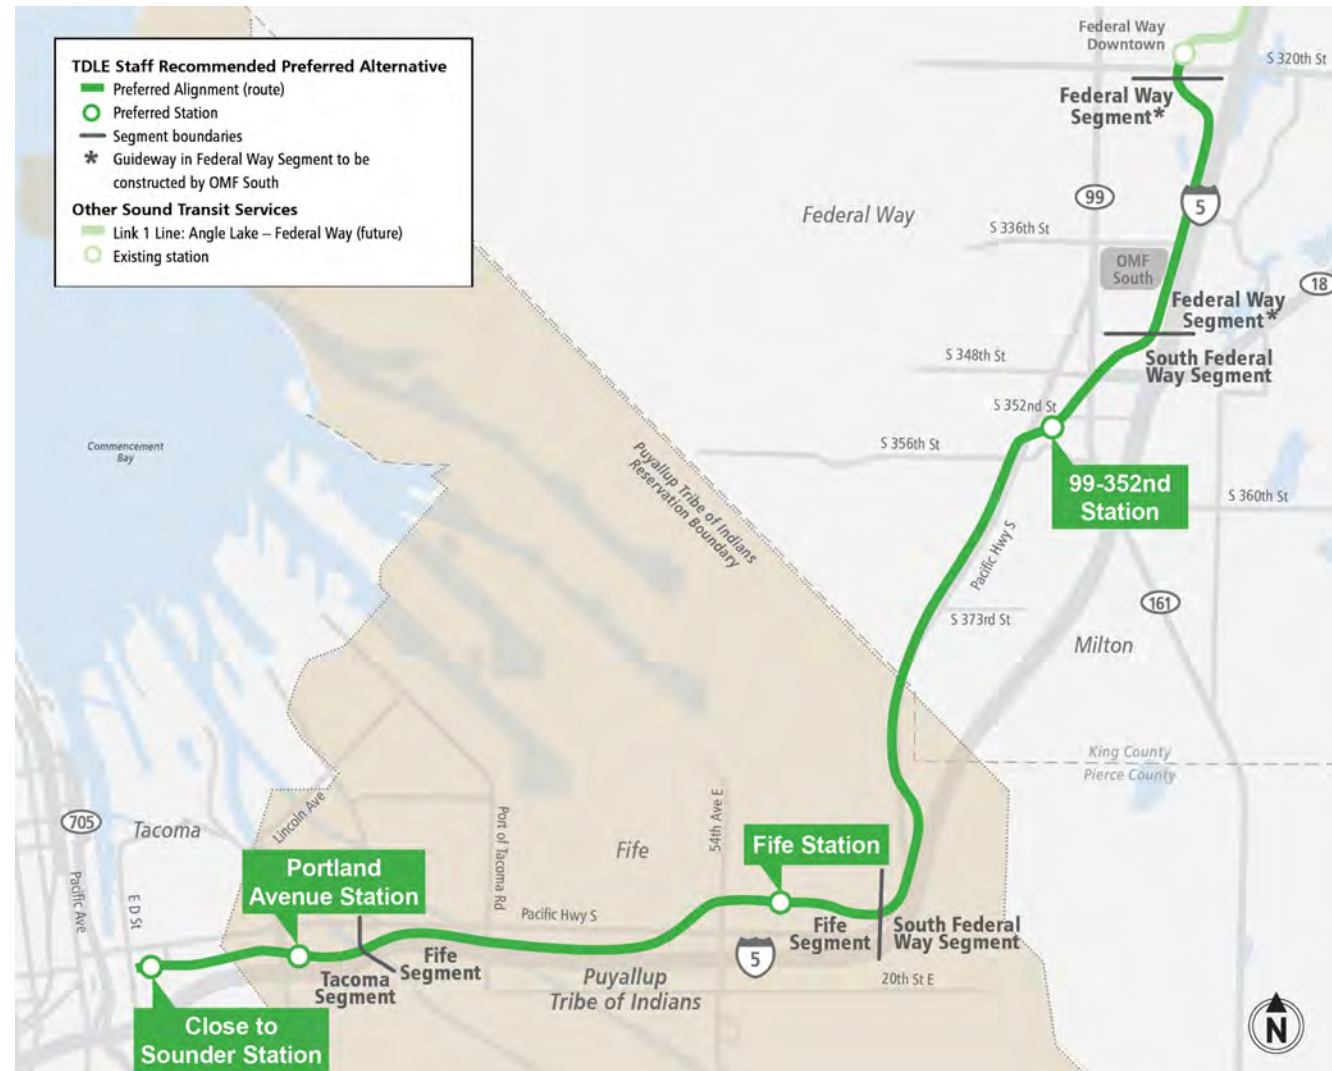 TDLE Staff Recommended Preferred Alternative
Preferred Alignment (route)
Preferred Station
Segment boundaries
* Guideway in Federal Way Segment to be
constructed by OMF South
Other Sound Transit Services
Link 1 Line: Angle Lake – Federal Way (future)
Existing station
Federal Way
Downtown
S 320th St
Federal Way
Segment*
99
5
Federal Way
S 336th St
OMF
South
18
Federal Way
Segment*
S 348th St
South Federal
Way Segment
S 352nd St
S 356th St
99-352nd
Station
S 360th St
Commencement
Bay
Puyallup Tribe of Indians
Reservation Boundary
Pacific Hwy S
161
S 373rd St
Milton
King County
Pierce County
705
Tacoma
Lincoln Ave
Port of Tacoma Rd
Fife
54th Ave E
Fife Station
Portland
Avenue Station
Pacific Ave
E D St
Pacific Hwy S
Fife
Segment
South Federal
Way Segment
Fife
Segment
Tacoma
Segment
5
Puyallup
Tribe of Indians
20th St E
Close to
Sounder Station
N